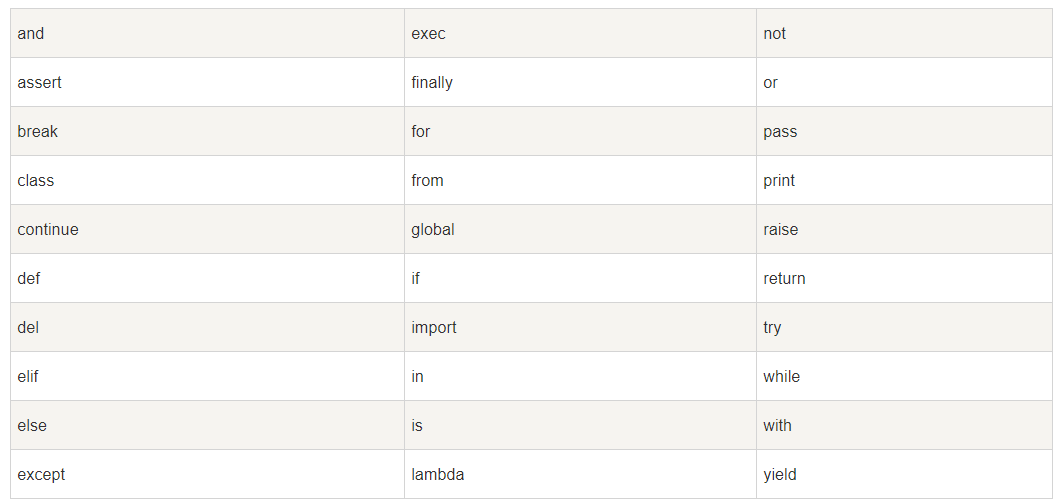 and exec not
assert finally or
break for pass
class from print
continue global raise
def if return
del import try
elif in while
else is with
except lambda yield